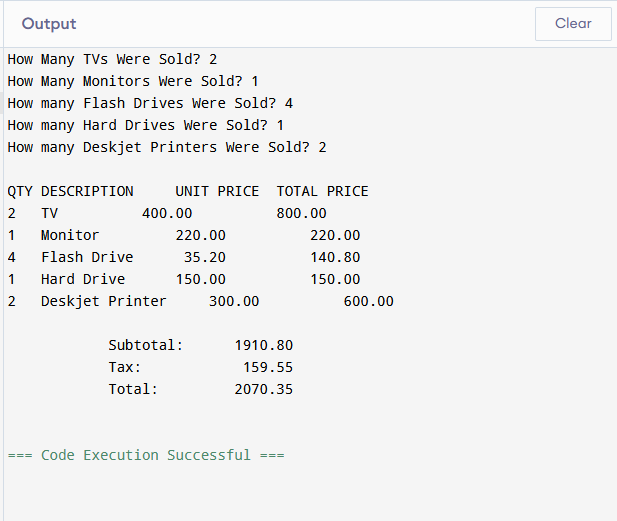 Output
Clear
How Many TVs Were Sold? 2
How Many Monitors Were Sold? 1
How many Flash Drives Were Sold? 4
How many Hard Drives Were Sold? 1
How many Deskjet Printers Were Sold? 2
QTY DESCRIPTION     UNIT PRICE  TOTAL PRICE
2   TV          400.00          800.00
1   Monitor         220.00          220.00
4   Flash Drive      35.20          140.80
1   Hard Drive      150.00          150.00
2   Deskjet Printer     300.00          600.00
            Subtotal:      1910.80
            Tax:            159.55
            Total:         2070.35
=== Code Execution Successful ===